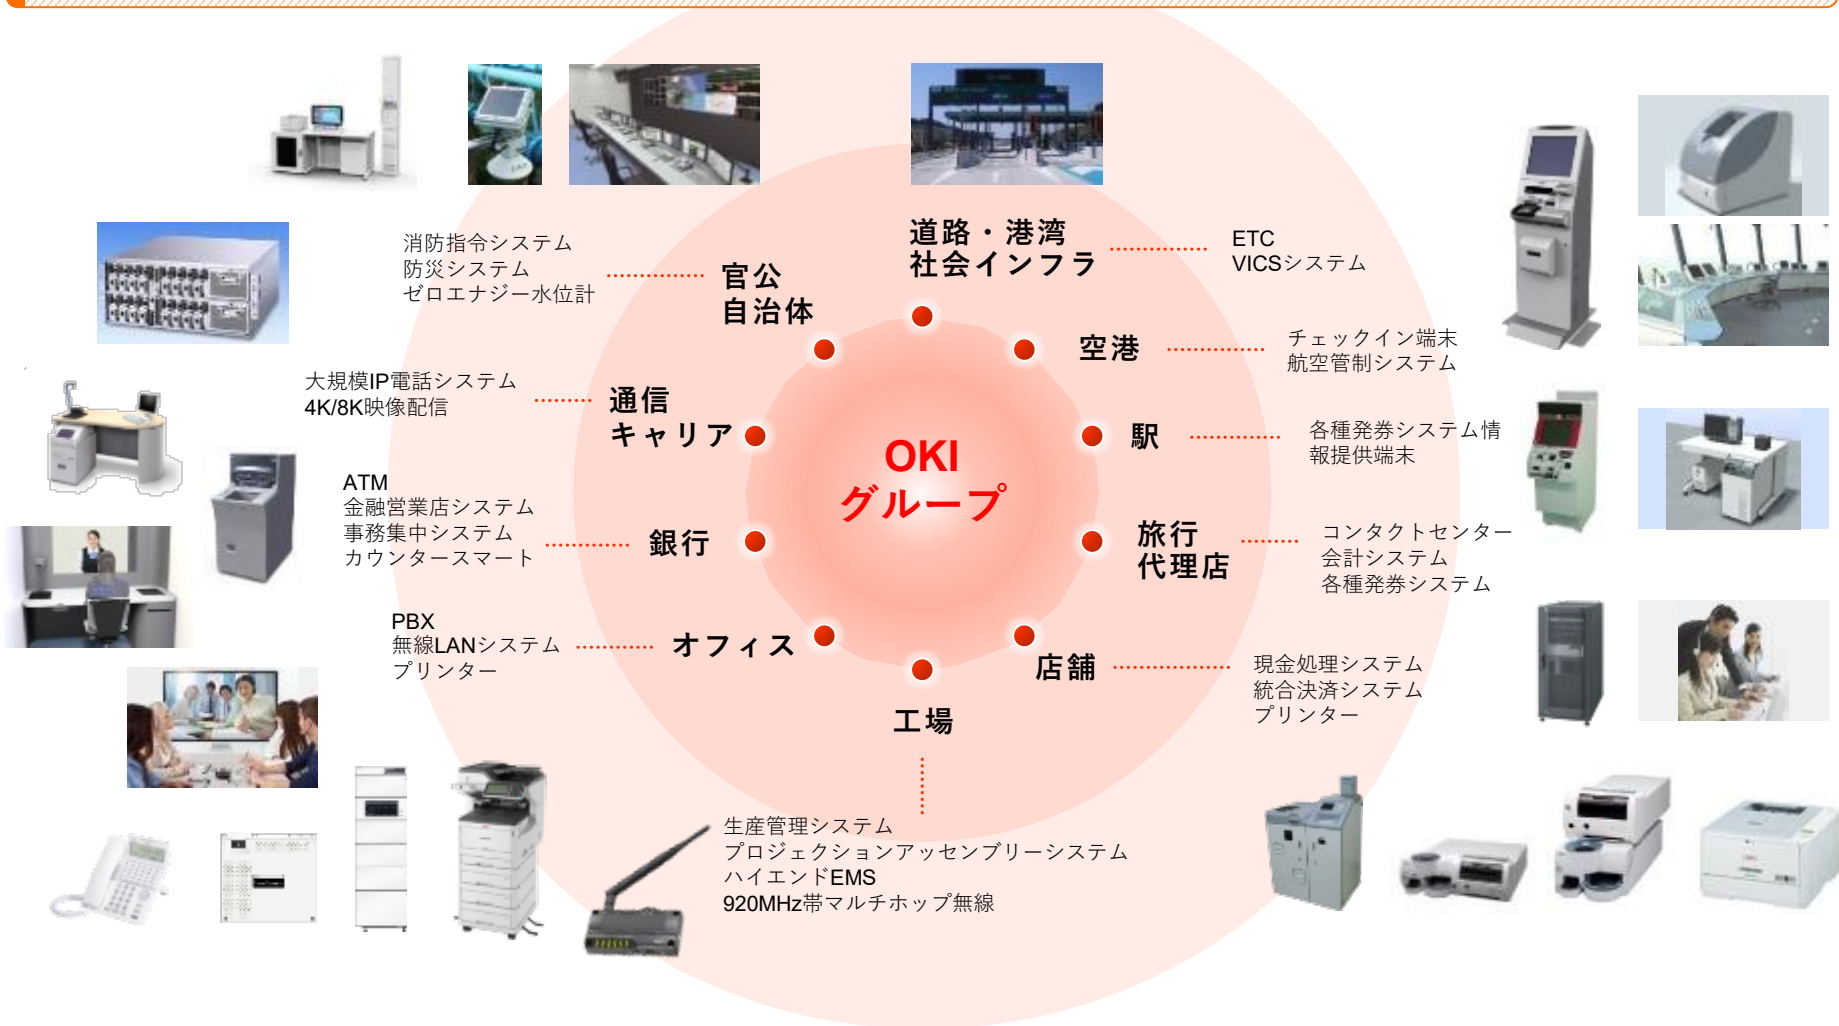 道路・港湾
社会インフラ
ETC
VICSシステム
消防指令システム
防災システム
ゼロエナジー水位計
官公
自治体
空港
チェックイン端末
航空管制システム
大規模IP電話システム
4K/8K映像配信
通信
キャリア
駅
各種発券システム情
報提供端末
OKI
グループ
ATM
金融営業店システム
事務集中システム
カウンタースマート
銀行
旅行
代理店
コンタクトセンター
会計システム
各種発券システム
PBX
無線LANシステム
プリンター
オフィス
店舗
現金処理システム
統合決済システム
プリンター
工場
生産管理システム
プロジェクションアッセンブリーシステム
ハイエンドEMS
920MHz帯マルチホップ無線